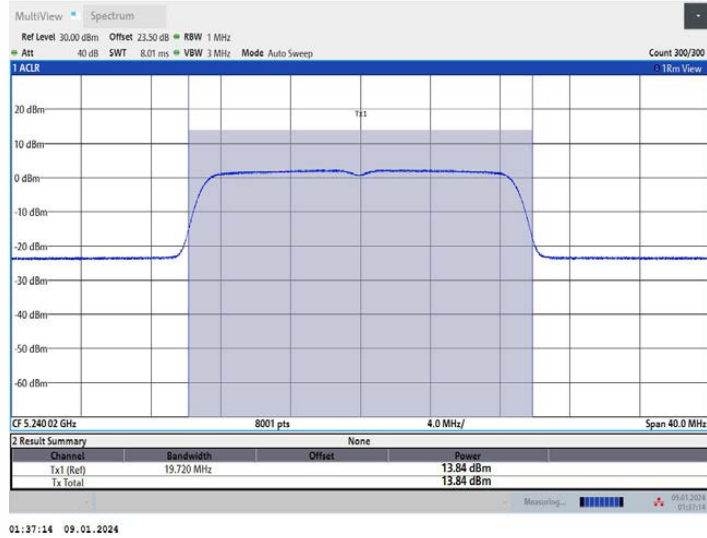 MultiView Spectrum
Ref Level 30.00 dBm Offset 23.50 dB RBW 1 MHz
Att 40 dB SWT 8.01 ms VBW 3 MHz Mode Auto Sweep Count 300/300
1 ACLR 1Rm View
Tx1
20 dBm
10 dBm
0 dBm
-10 dBm
-20 dBm
-30 dBm
-40 dBm
-50 dBm
-60 dBm
CF 5.240 02 GHz 8001 pts 4.0 MHz/ Span 40.0 MHz
2 Result Summary None
Channel Bandwidth Offset Power
Tx1 (Ref) 19.720 MHz 13.84 dBm
Tx Total 13.84 dBm
Measuring... 09.01.2024
01:37:14
01:37:14 09.01.2024